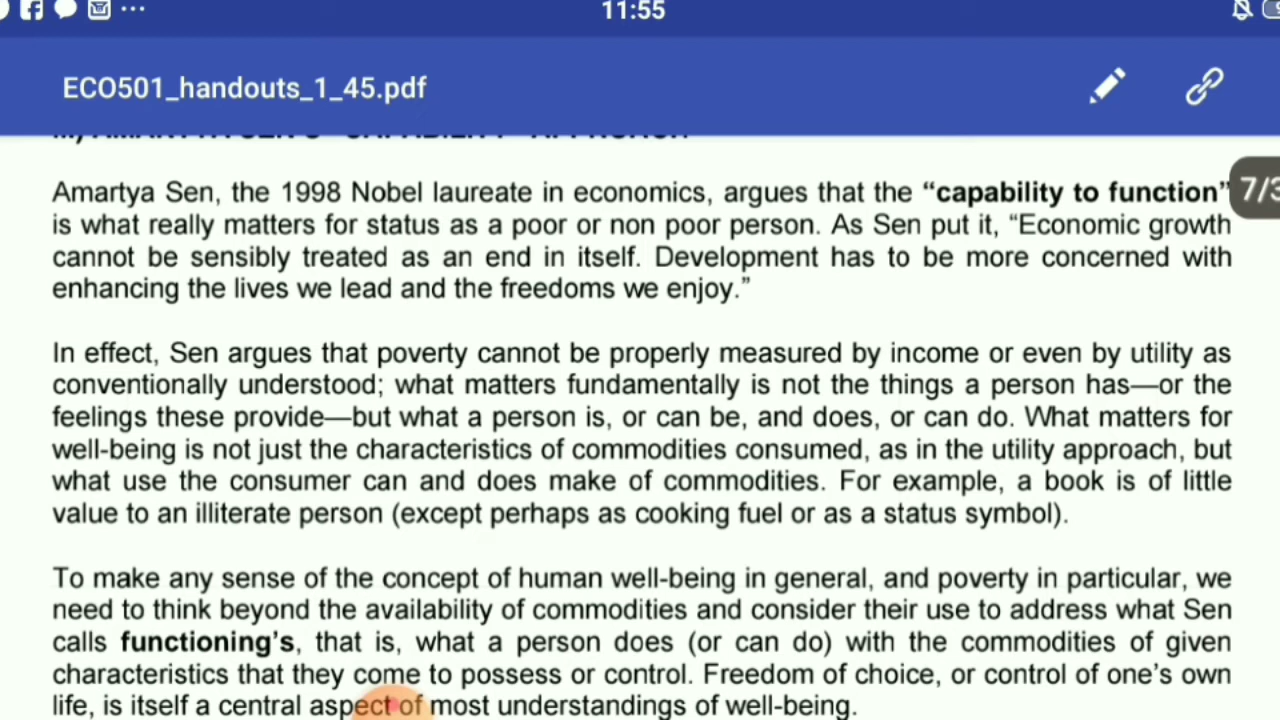 11:55
ECO501_handouts_1_45.pdf
7/3
Amartya Sen, the 1998 Nobel laureate in economics, argues that the “capability to function”
is what really matters for status as a poor or non poor person. As Sen put it, “Economic growth
cannot be sensibly treated as an end in itself. Development has to be more concerned with
enhancing the lives we lead and the freedoms we enjoy.”
In effect, Sen argues that poverty cannot be properly measured by income or even by utility as
conventionally understood; what matters fundamentally is not the things a person has—or the
feelings these provide—but what a person is, or can be, and does, or can do. What matters for
well-being is not just the characteristics of commodities consumed, as in the utility approach, but
what use the consumer can and does make of commodities. For example, a book is of little
value to an illiterate person (except perhaps as cooking fuel or as a status symbol).
To make any sense of the concept of human well-being in general, and poverty in particular, we
need to think beyond the availability of commodities and consider their use to address what Sen
calls functioning’s, that is, what a person does (or can do) with the commodities of given
characteristics that they come to possess or control. Freedom of choice, or control of one’s own
life, is itself a central aspect of most understandings of well-being.